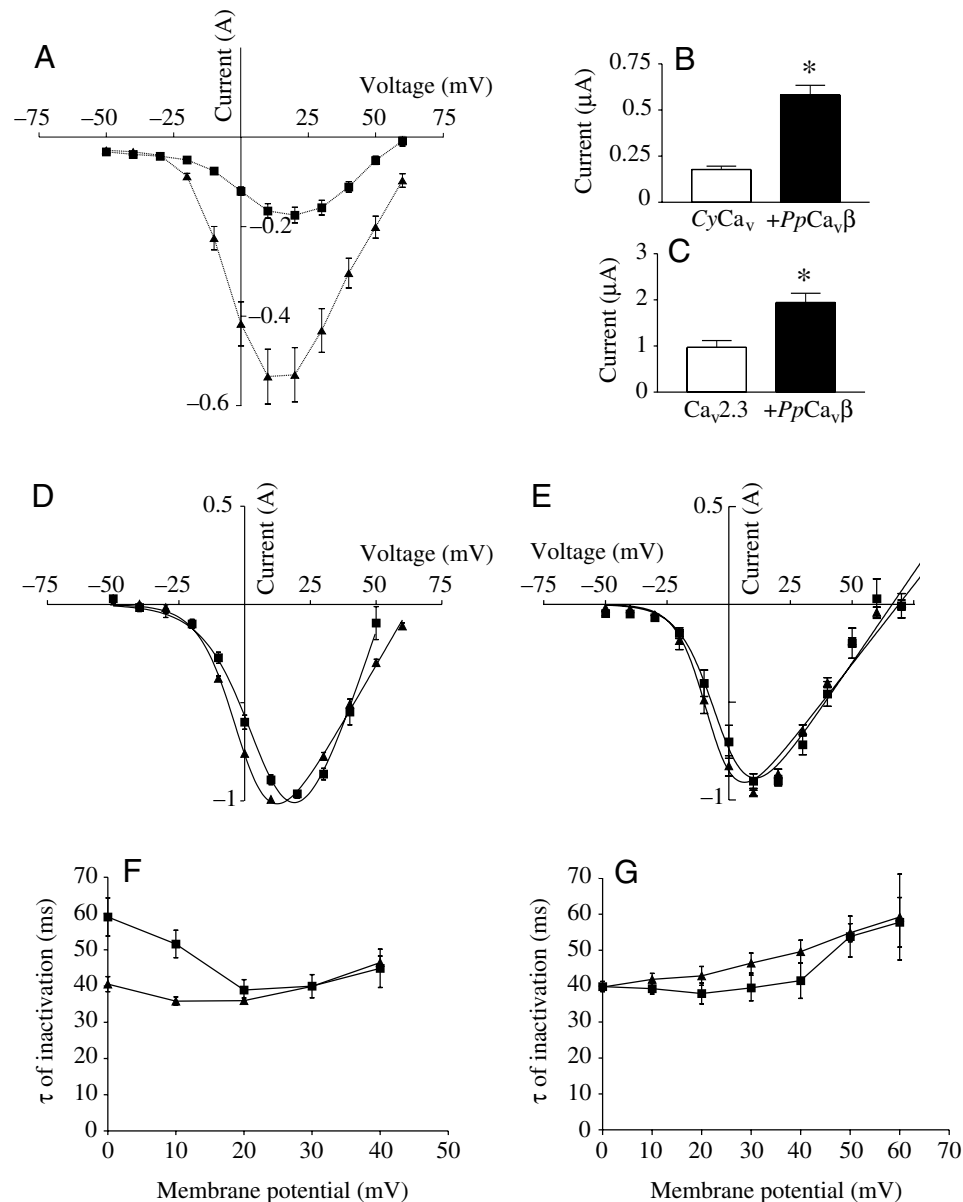 A
Current (A)
Voltage (mV)
−75 −50 −25 25 50 75
−0.2
−0.4
−0.6
B
Current (μA)
0.75
0.5
0.25
0
*
CyCaᵥ +PpCaᵥβ
C
Current (μA)
3
2
1
0
*
Caᵥ2.3 +PpCaᵥβ
D
0.5
Current (A)
Voltage (mV)
−75 −50 −25 25 50 75
−1
E
0.5
Current (A)
Voltage (mV)
−75 −50 −25 25 50 75
−1
F
τ of inactivation (ms)
70
60
50
40
30
20
10
0
0 10 20 30 40 50
Membrane potential (mV)
G
τ of inactivation (ms)
70
60
50
40
30
20
10
0
0 10 20 30 40 50 60 70
Membrane potential (mV)